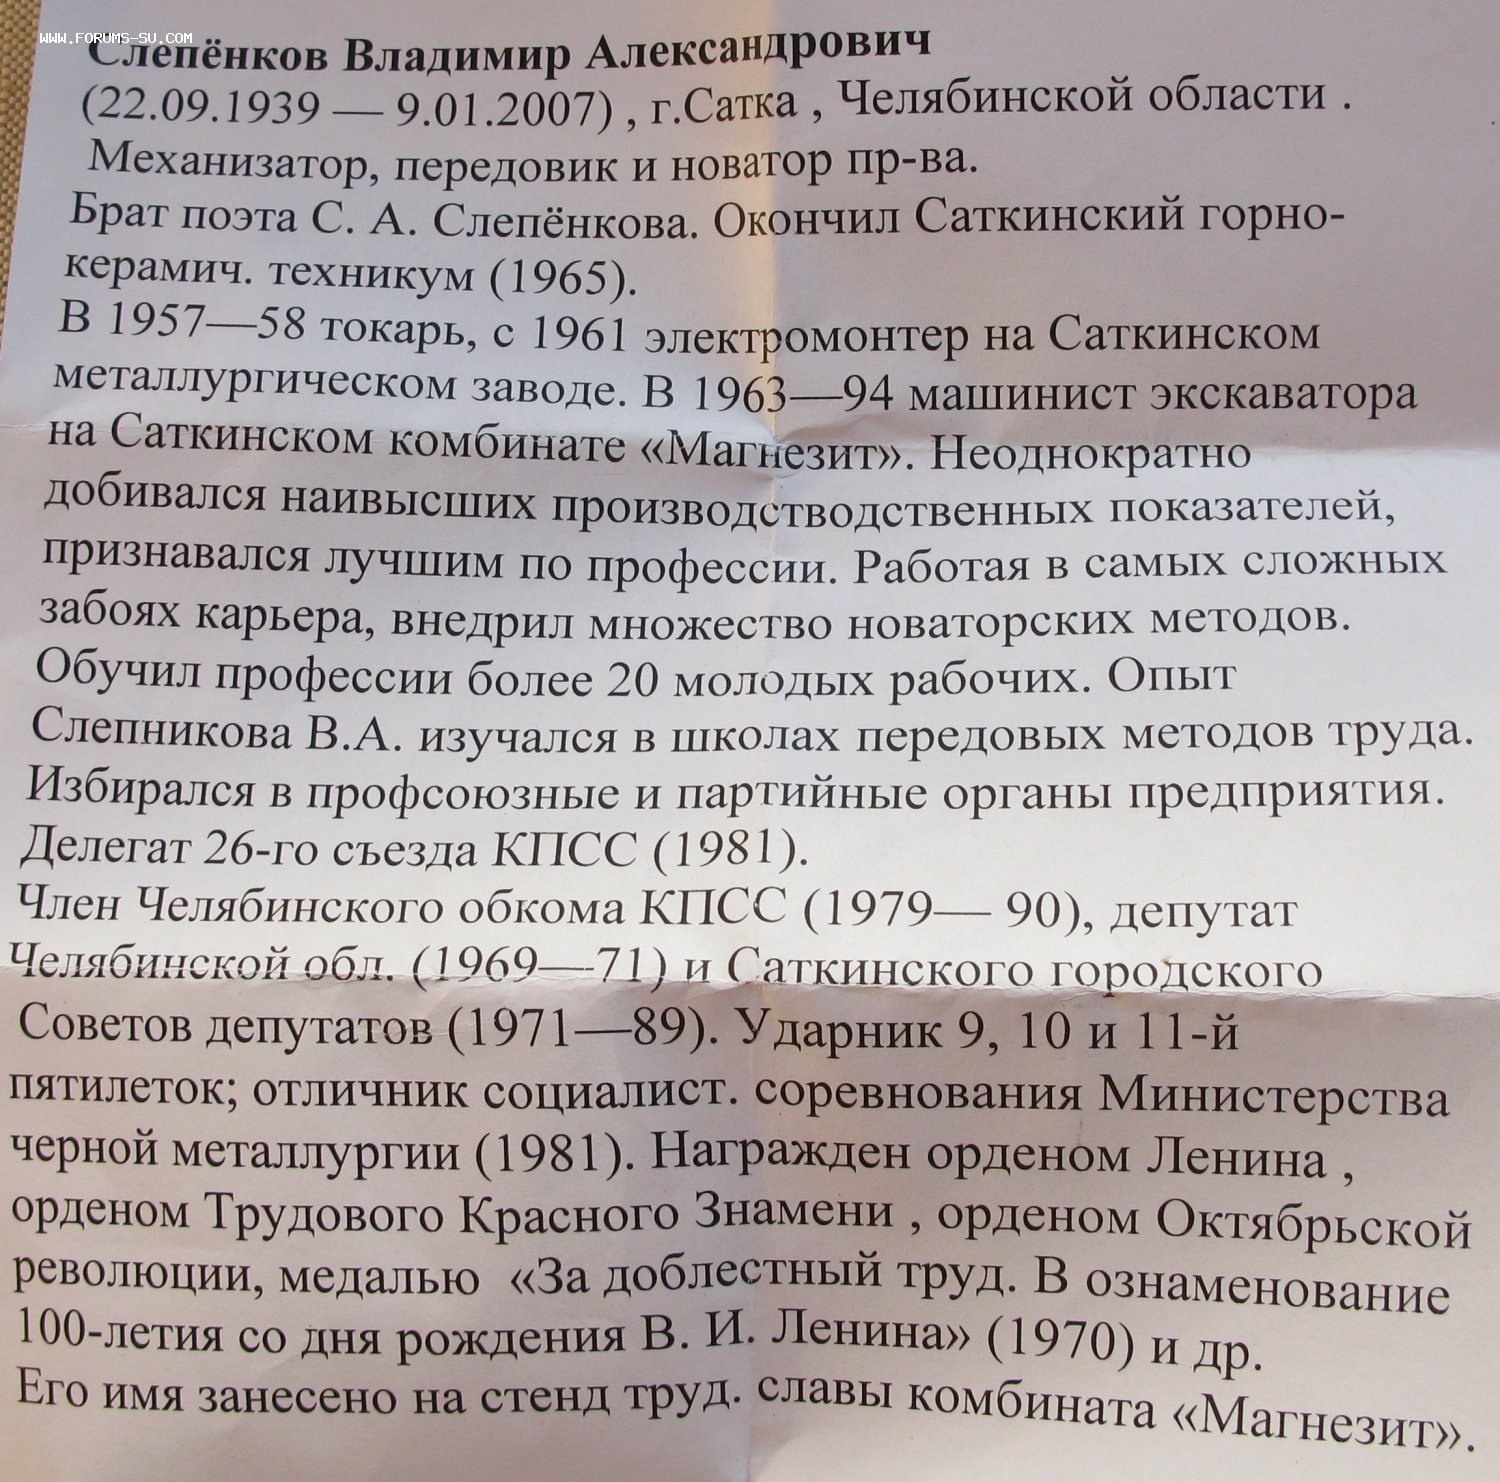 WWW.FORUMS-SU.COM
Слепёнков Владимир Александрович
(22.09.1939 — 9.01.2007) , г.Сатка , Челябинской области .
Механизатор, передовик и новатор пр-ва.
Брат поэта С. А. Слепёнкова. Окончил Саткинский горно-
керамич. техникум (1965).
В 1957—58 токарь, с 1961 электромонтер на Саткинском
металлургическом заводе. В 1963—94 машинист экскаватора
на Саткинском комбинате «Магнезит». Неоднократно
добивался наивысших производстводственных показателей,
признавался лучшим по профессии. Работая в самых сложных
забоях карьера, внедрил множество новаторских методов.
Обучил профессии более 20 молодых рабочих. Опыт
Слепникова В.А. изучался в школах передовых методов труда.
Избирался в профсоюзные и партийные органы предприятия.
Делегат 26-го съезда КПСС (1981).
Член Челябинского обкома КПСС (1979— 90), депутат
Челябинской обл. (1969—-71) и Саткинского городского
Советов депутатов (1971—89). Ударник 9, 10 и 11-й
пятилеток; отличник социалист. соревнования Министерства
черной металлургии (1981). Награжден орденом Ленина ,
орденом Трудового Красного Знамени , орденом Октябрьской
революции, медалью «За доблестный труд. В ознаменование
100-летия со дня рождения В. И. Ленина» (1970) и др.
Его имя занесено на стенд труд. славы комбината «Магнезит».